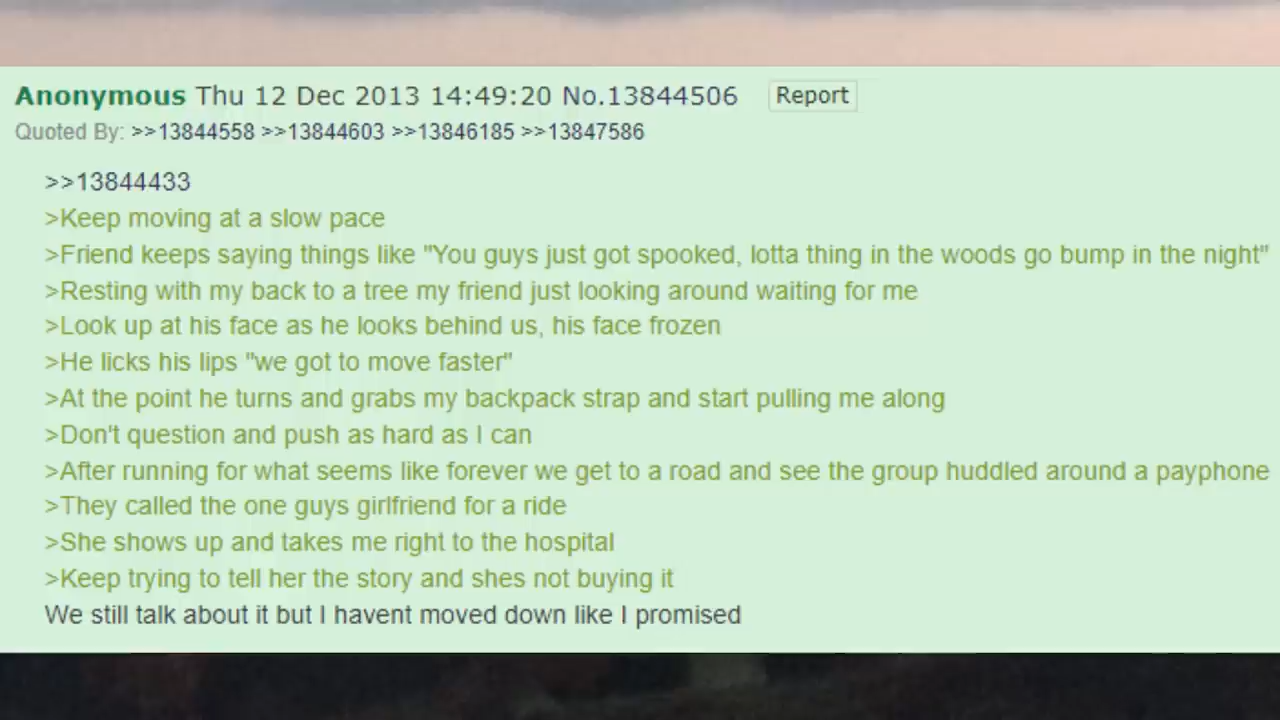 Anonymous Thu 12 Dec 2013 14:49:20 No.13844506 Report
Quoted By: >>13844558 >>13844603 >>13846185 >>13847586
>>13844433
>Keep moving at a slow pace
>Friend keeps saying things like "You guys just got spooked, lotta thing in the woods go bump in the night"
>Resting with my back to a tree my friend just looking around waiting for me
>Look up at his face as he looks behind us, his face frozen
>He licks his lips "we got to move faster"
>At the point he turns and grabs my backpack strap and start pulling me along
>Don't question and push as hard as I can
>After running for what seems like forever we get to a road and see the group huddled around a payphone
>They called the one guys girlfriend for a ride
>She shows up and takes me right to the hospital
>Keep trying to tell her the story and shes not buying it
We still talk about it but I havent moved down like I promised